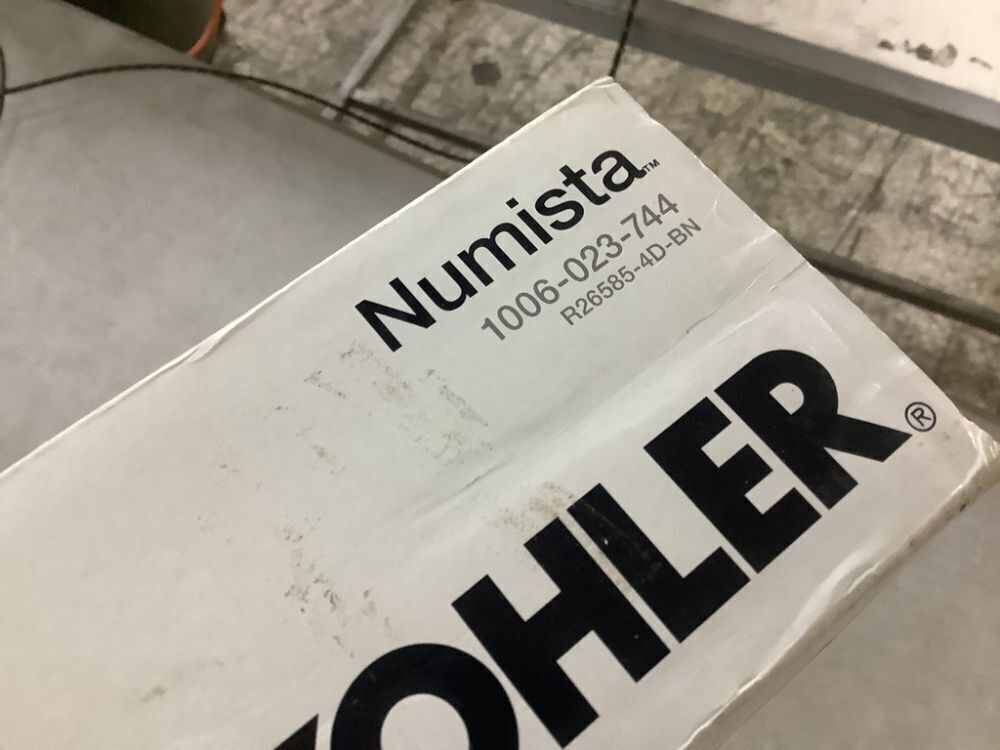 Numista™
1006-023-744
R26585-4D-BN
KOHLER®